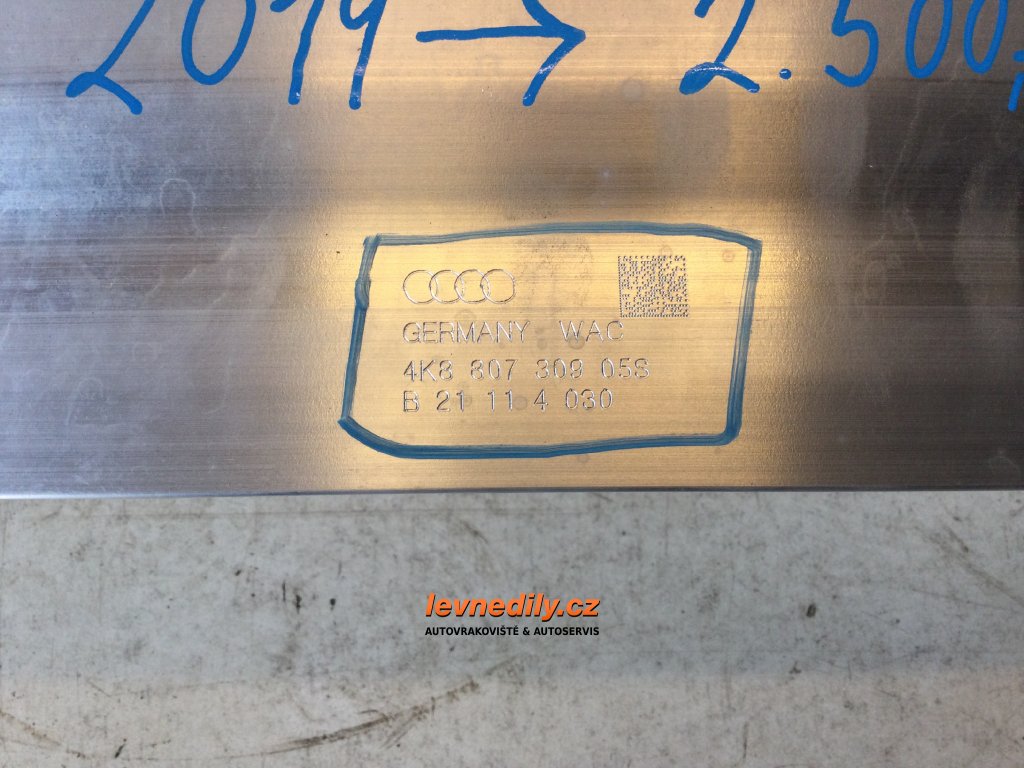 2019 → 2.500,-
GERMANY WAC
4K8 807 309 05S
B 21 11 4 030
levnedily.cz
AUTOVRAKOVIŠTĚ & AUTOSERVIS